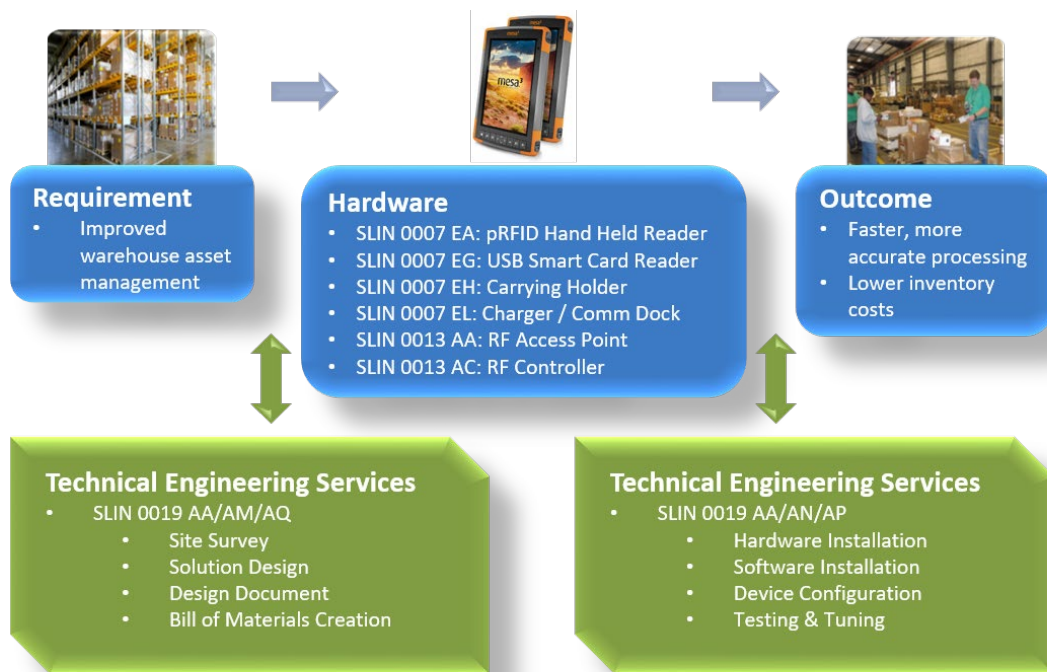 mesa
mesa³
Requirement
• Improved
warehouse asset
management
Hardware
• SLIN 0007 EA: pRFID Hand Held Reader
• SLIN 0007 EG: USB Smart Card Reader
• SLIN 0007 EH: Carrying Holder
• SLIN 0007 EL: Charger / Comm Dock
• SLIN 0013 AA: RF Access Point
• SLIN 0013 AC: RF Controller
Outcome
• Faster, more
accurate processing
• Lower inventory
costs
Technical Engineering Services
• SLIN 0019 AA/AM/AQ
• Site Survey
• Solution Design
• Design Document
• Bill of Materials Creation
Technical Engineering Services
• SLIN 0019 AA/AN/AP
• Hardware Installation
• Software Installation
• Device Configuration
• Testing & Tuning